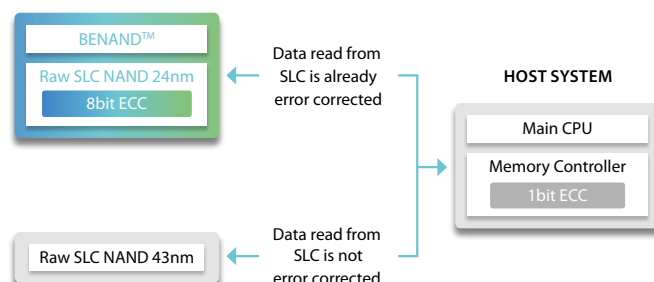 BENAND™
Raw SLC NAND 24nm
8bit ECC
Data read from
SLC is already
error corrected
HOST SYSTEM
Main CPU
Memory Controller
1bit ECC
Raw SLC NAND 43nm
Data read from
SLC is not
error corrected